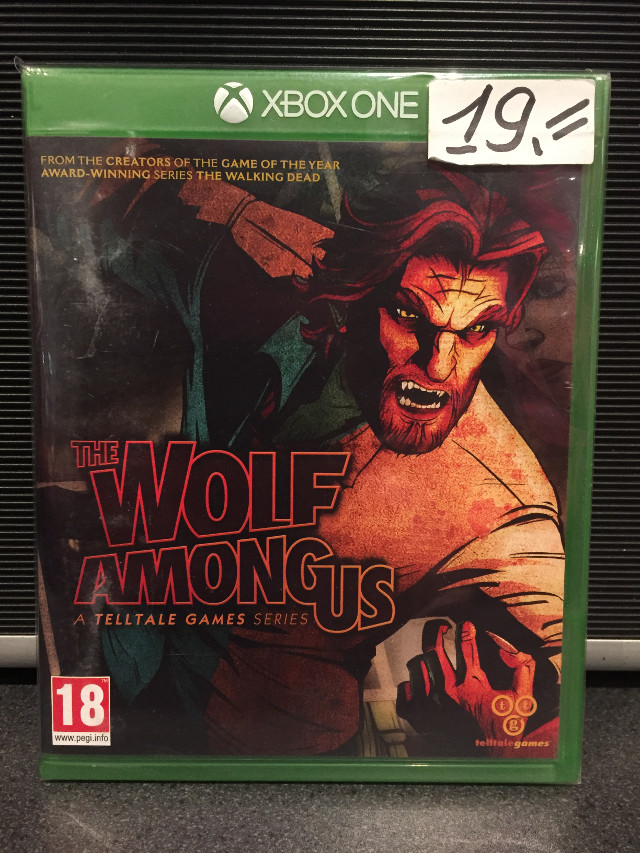 XBOX ONE
19.=
FROM THE CREATORS OF THE GAME OF THE YEAR
AWARD-WINNING SERIES THE WALKING DEAD
THE
WOLF
AMONG US
A TELLTALE GAMES SERIES
18
www.pegi.info
t t
g
telltalegames